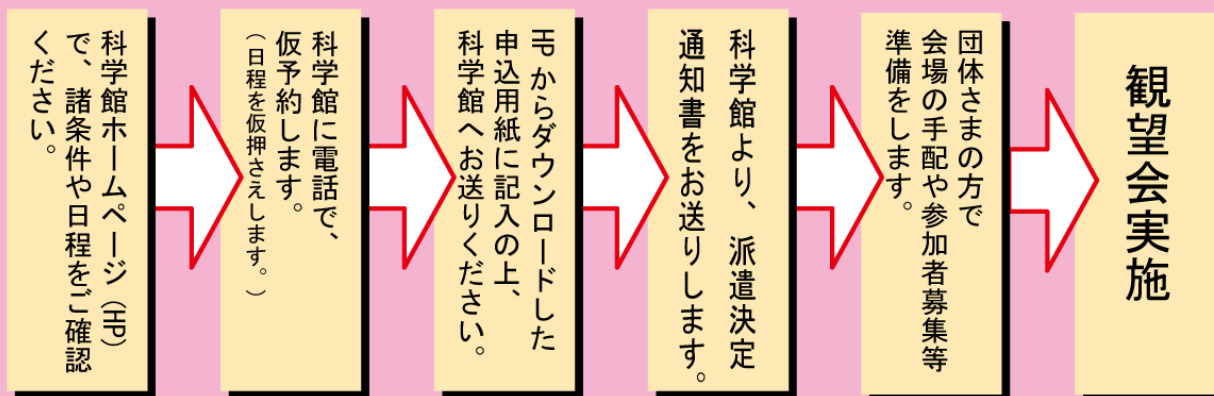 科学館ホームページ(HP)
で、諸条件や日程をご確認
ください。
科学館に電話で、
仮予約します。
(日程を仮押さえします。)
HPからダウンロードした
申込用紙に記入の上、
科学館へお送りください。
科学館より、派遣決定
通知書をお送りします。
団体さまの方で
会場の手配や参加者募集等
準備をします。
観望会実施